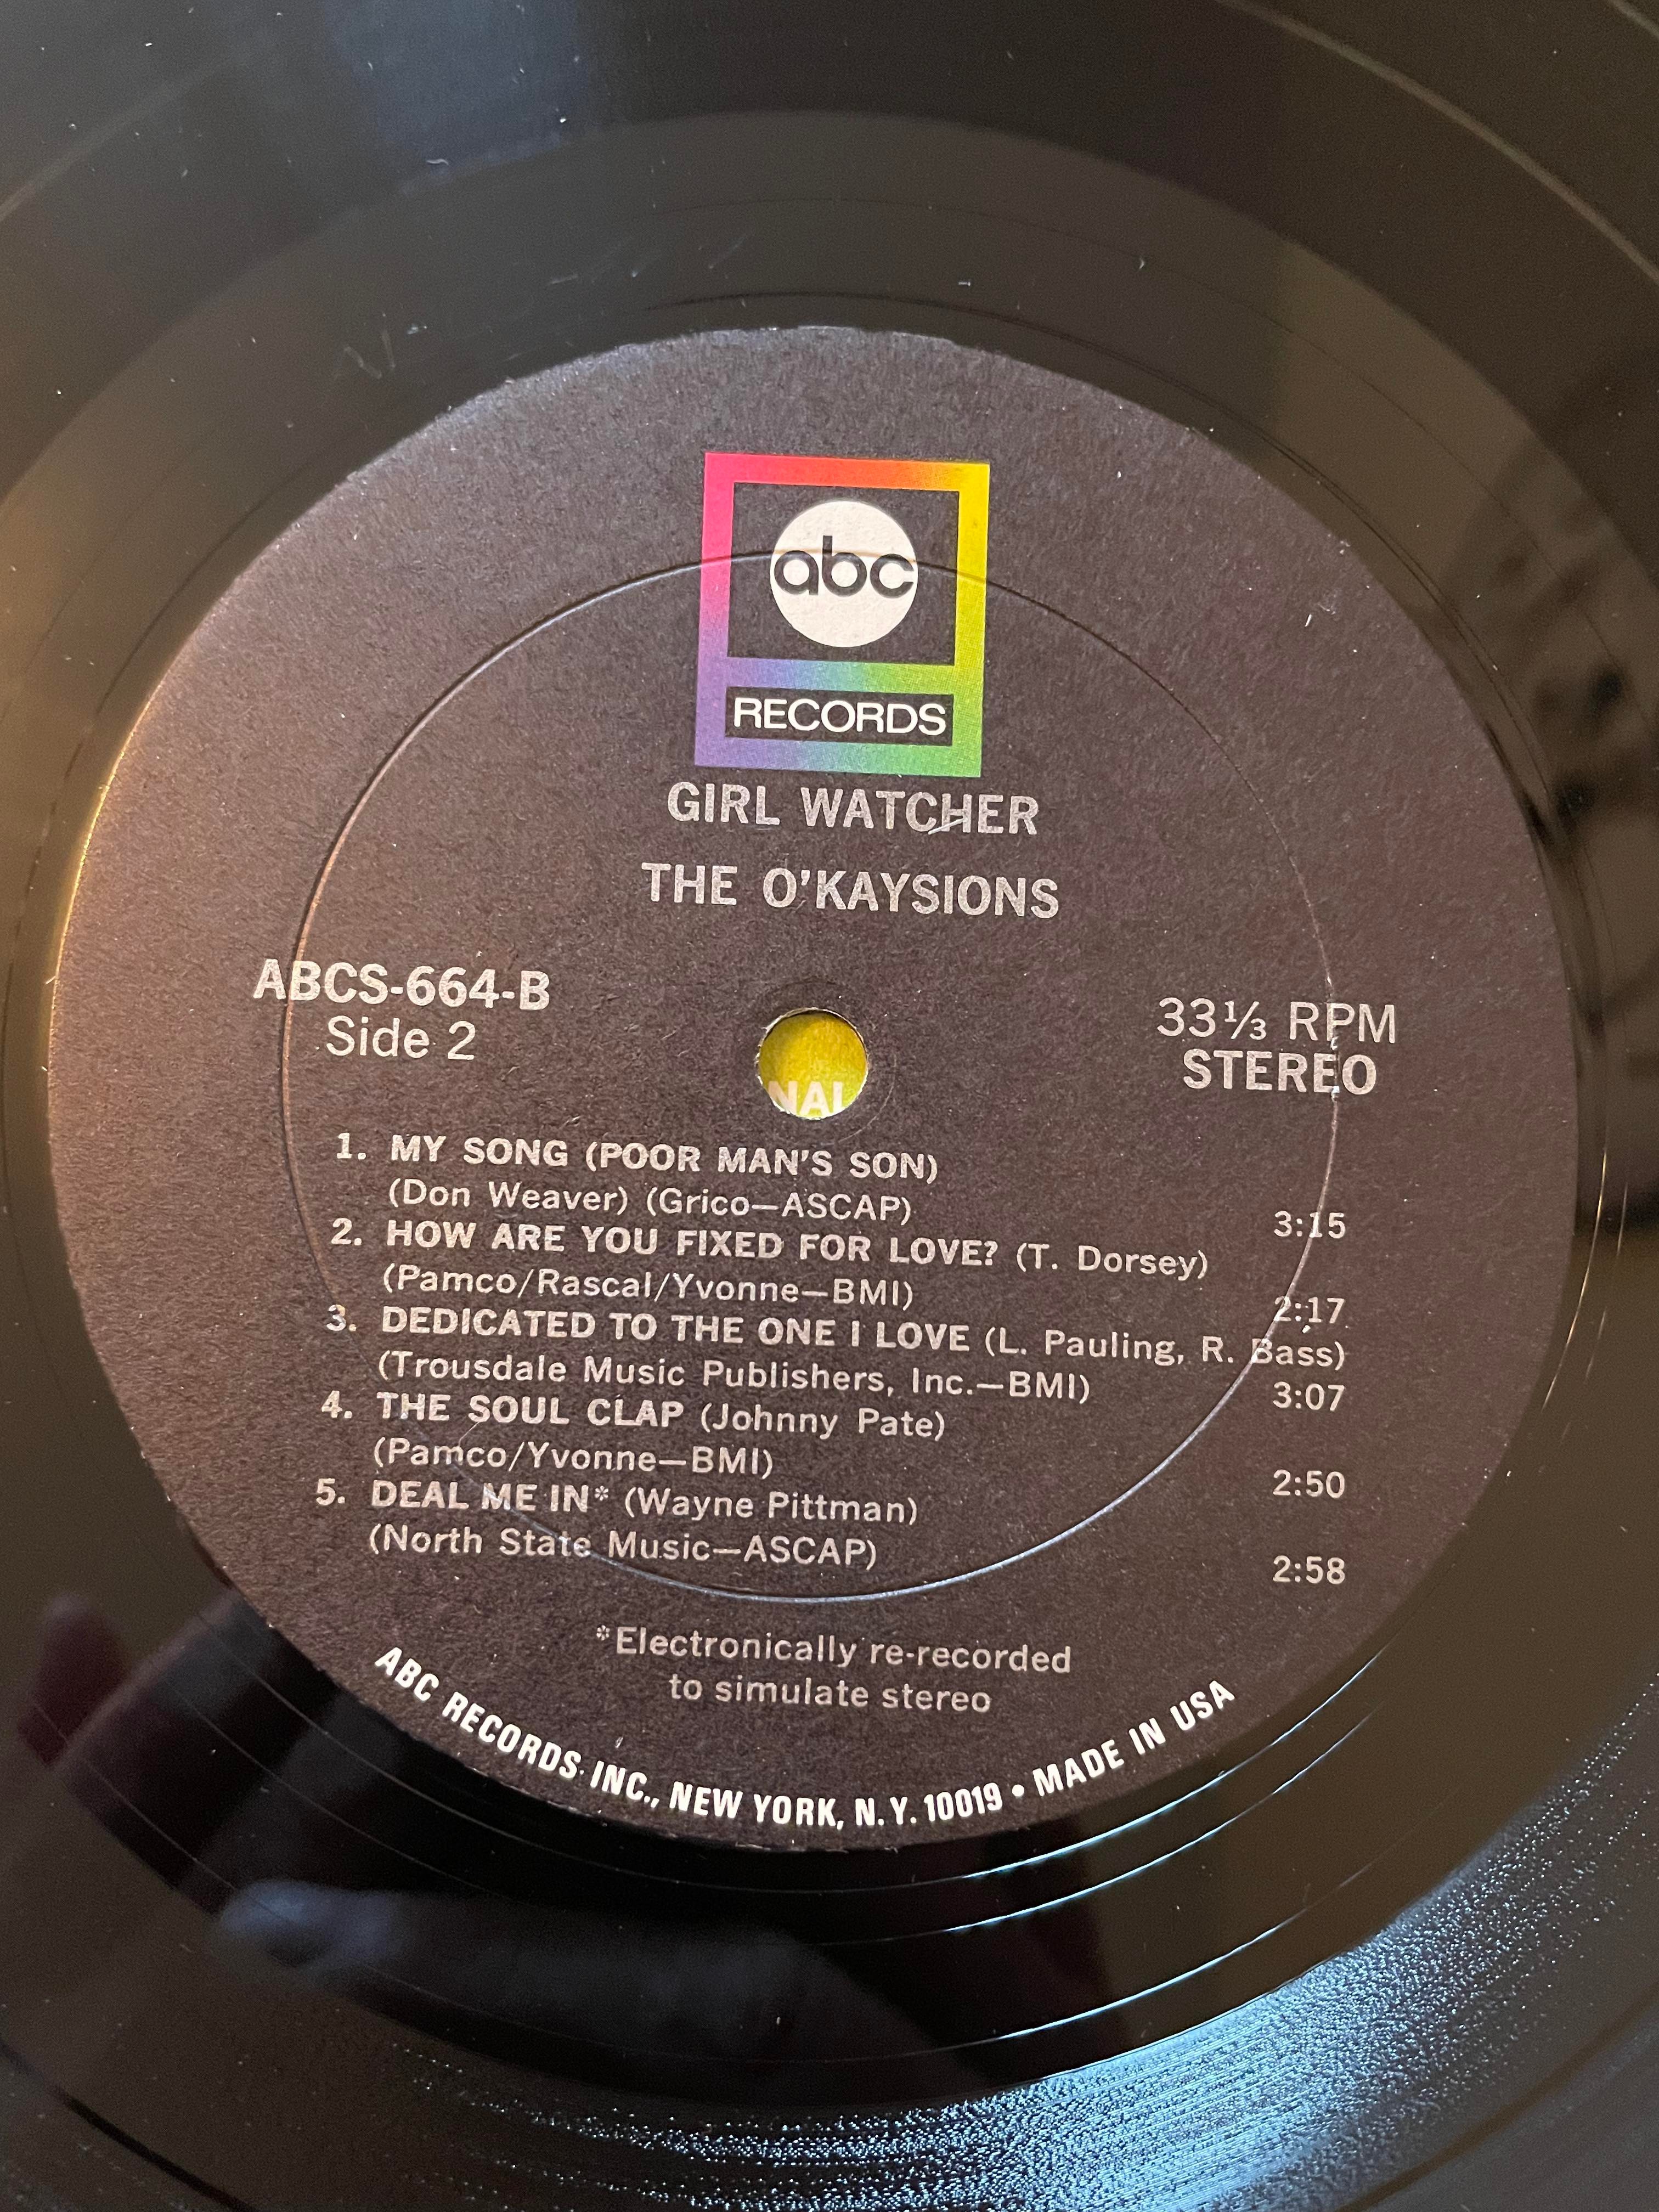 abc
RECORDS
GIRL WATCHER
THE O'KAYSIONS
ABCS-664-B
Side 2
33⅓ RPM
STEREO
NAL
1. MY SONG (POOR MAN'S SON)
(Don Weaver) (Grico—ASCAP) 3:15
2. HOW ARE YOU FIXED FOR LOVE? (T. Dorsey)
(Pamco/Rascal/Yvonne—BMI) 2:17
3. DEDICATED TO THE ONE I LOVE (L. Pauling, R. Bass)
(Trousdale Music Publishers, Inc.—BMI) 3:07
4. THE SOUL CLAP (Johnny Pate)
(Pamco/Yvonne—BMI) 2:50
5. DEAL ME IN* (Wayne Pittman)
(North State Music—ASCAP) 2:58
*Electronically re-recorded
to simulate stereo
ABC RECORDS INC., NEW YORK, N.Y. 10019 • MADE IN USA